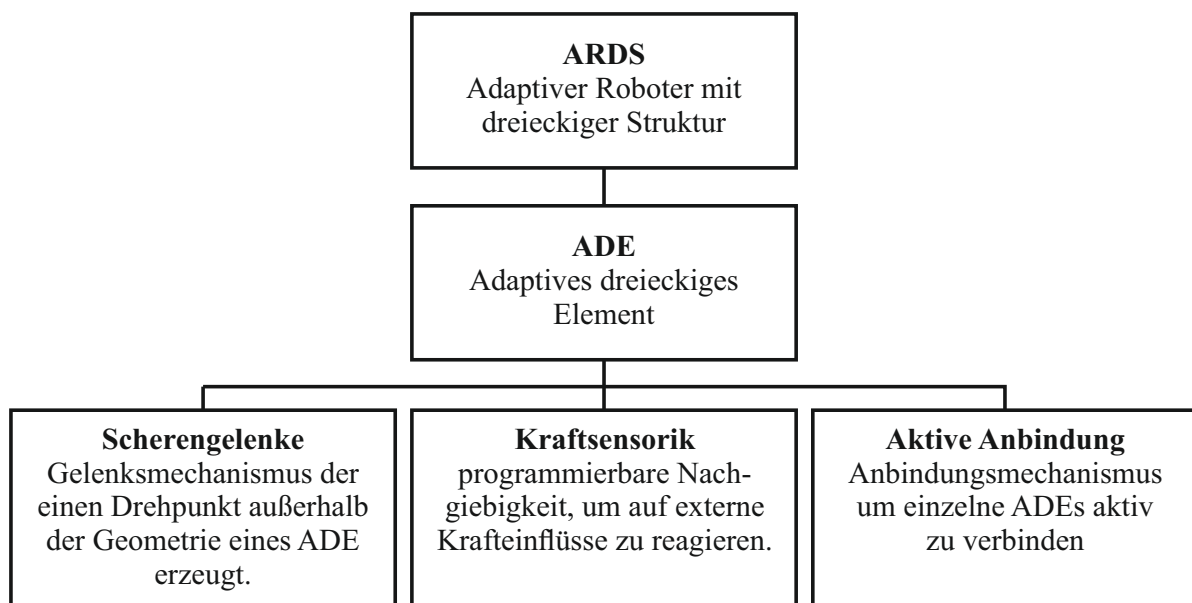 ARDS
Adaptiver Roboter mit
dreieckiger Struktur
ADE
Adaptives dreieckiges
Element
Scherengelenke
Gelenksmechanismus der
einen Drehpunkt außerhalb
der Geometrie eines ADE
erzeugt.
Kraftsensorik
programmierbare Nach-
giebigkeit, um auf externe
Krafteinflüsse zu reagieren.
Aktive Anbindung
Anbindungsmechanismus
um einzelne ADEs aktiv
zu verbinden